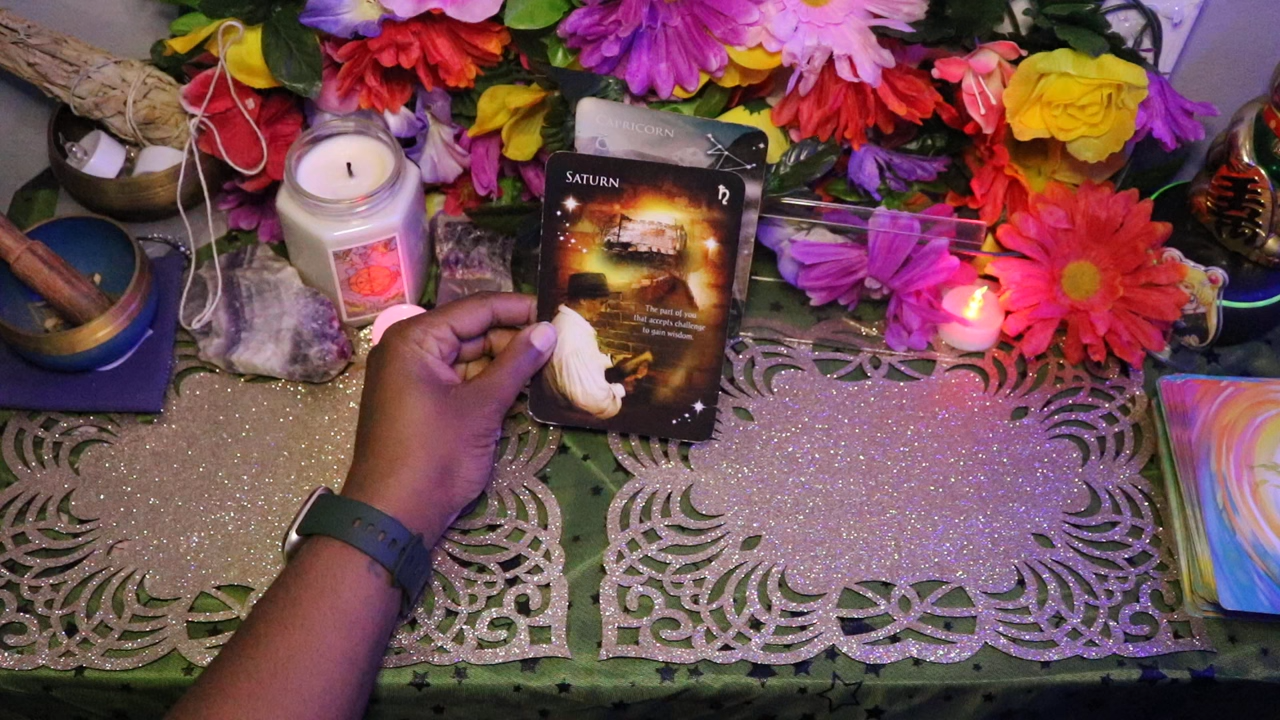 CAPRICORN
SATURN
The part of you
that accepts challenge
to gain wisdom.